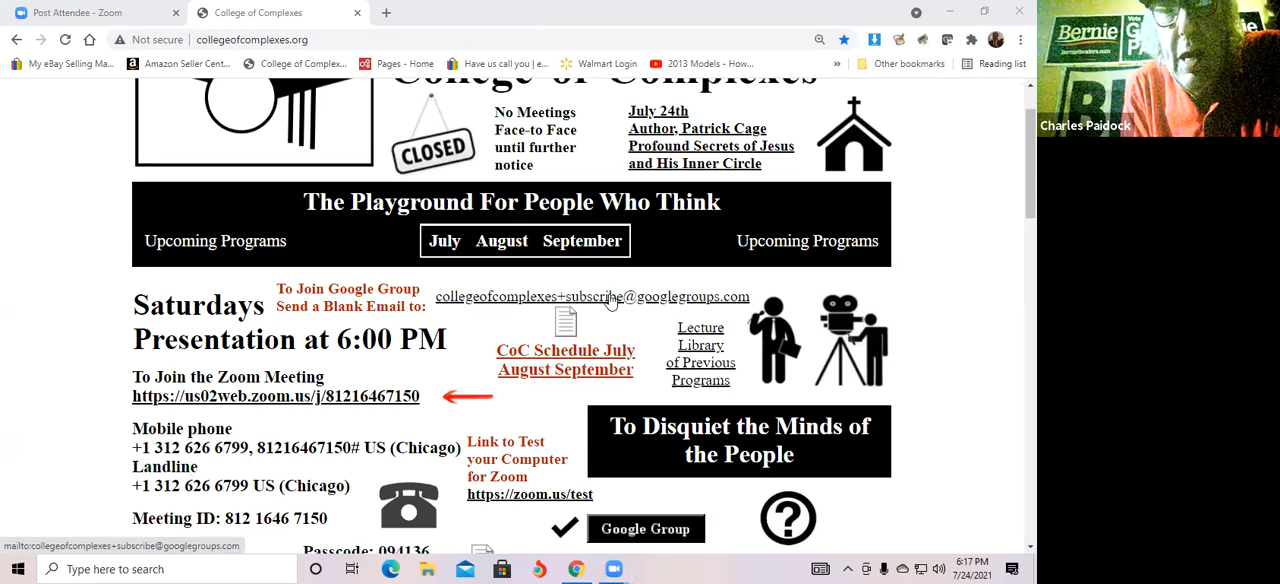 Post Attendee - Zoom
College of Complexes
Not secure
collegeofcomplexes.org
My eBay Selling Ma...
Amazon Seller Cent...
College of Complex...
Pages - Home
Have us call you | e...
Walmart Login
2013 Models - How...
Other bookmarks
Reading list
Bernie
BernieSanders.com
Vote
Bernie
Charles Paidock
College of Complexes
CLOSED
No Meetings
Face-to Face
until further
notice
July 24th
Author, Patrick Cage
Profound Secrets of Jesus
and His Inner Circle
The Playground For People Who Think
Upcoming Programs
July August September
Upcoming Programs
Saturdays
Presentation at 6:00 PM
To Join Google Group
Send a Blank Email to:
collegeofcomplexes+subscribe@googlegroups.com
CoC Schedule July
August September
Lecture
Library
of Previous
Programs
To Join the Zoom Meeting
https://us02web.zoom.us/j/81216467150
Mobile phone
+1 312 626 6799, 81216467150# US (Chicago)
Landline
+1 312 626 6799 US (Chicago)
Meeting ID: 812 1646 7150
Passcode: 094136
Link to Test
your Computer
for Zoom
https://zoom.us/test
To Disquiet the Minds of
the People
Google Group
mailto:collegeofcomplexes+subscribe@googlegroups.com
Type here to search
6:17 PM
7/24/2021